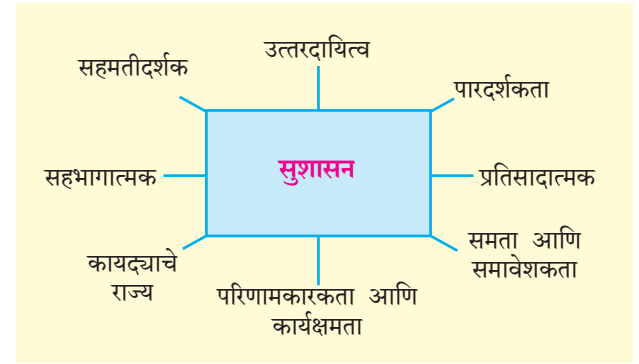 उत्तरदायित्व
सहमतीदर्शक
पारदर्शकता
सुशासन
सहभागात्मक
प्रतिसादात्मक
समता आणि
समावेशकता
कायद्याचे
राज्य
परिणामकारकता आणि
कार्यक्षमता